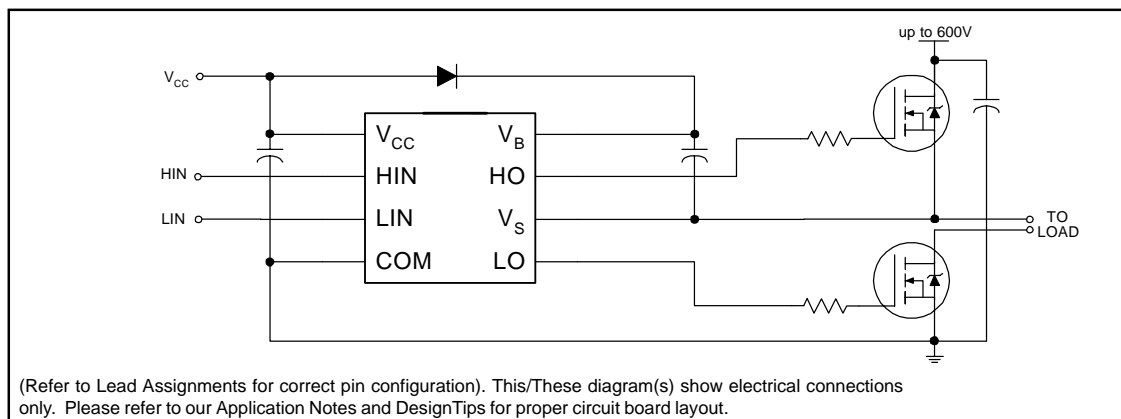 up to 600V
VCC
VCC VB
HIN HIN HO
LIN LIN VS TO
LOAD
COM LO
(Refer to Lead Assignments for correct pin configuration). This/These diagram(s) show electrical connections
only. Please refer to our Application Notes and DesignTips for proper circuit board layout.